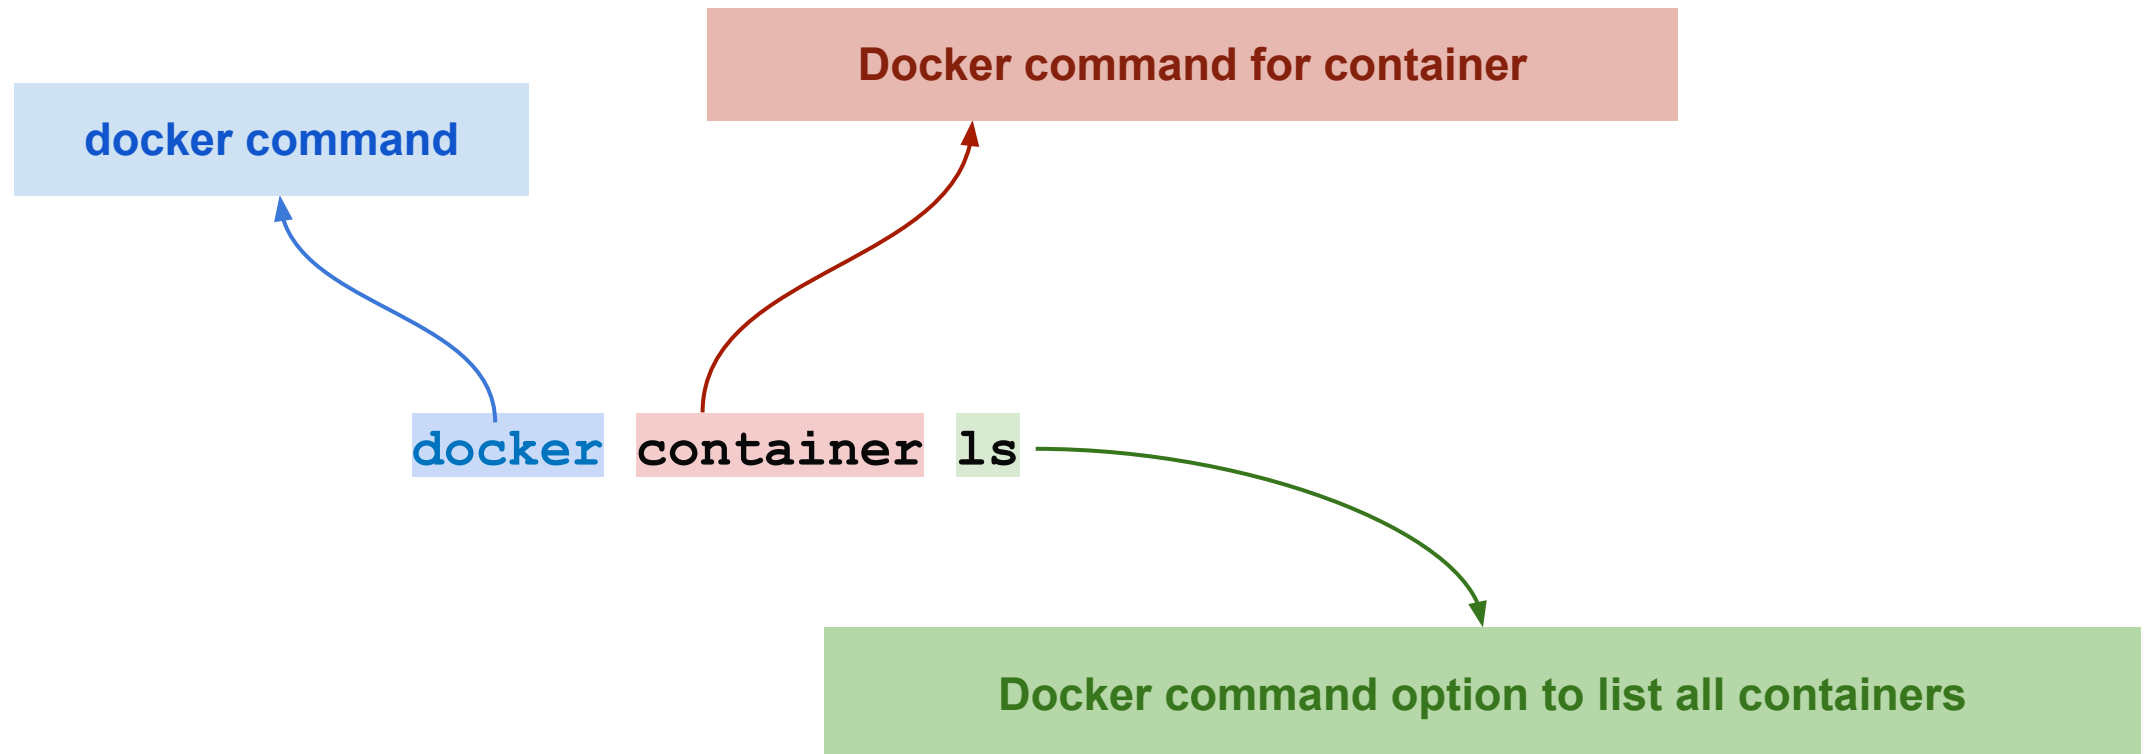 Docker command for container
docker command
docker container ls
Docker command option to list all containers